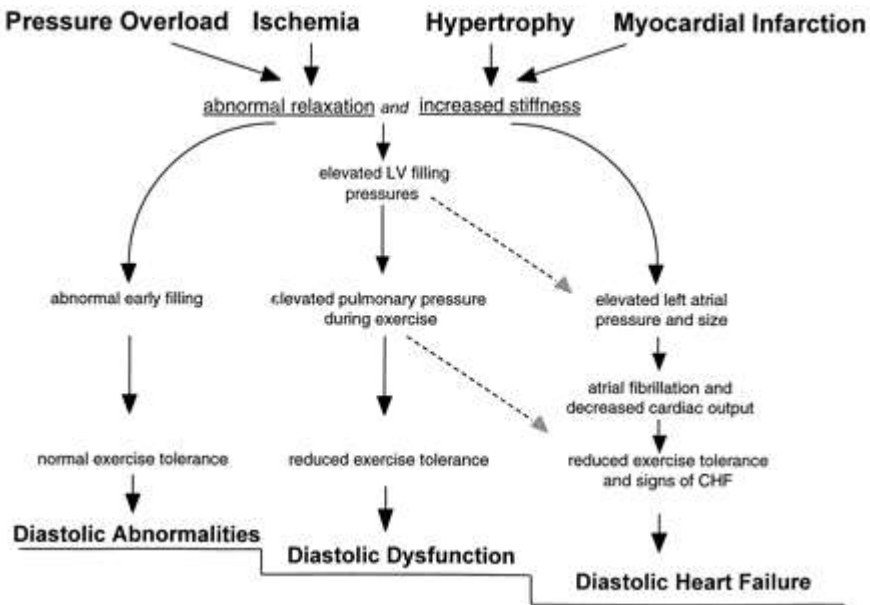 Pressure Overload Ischemia Hypertrophy Myocardial Infarction
abnormal relaxation and increased stiffness
elevated LV filling
pressures
abnormal early filling
elevated pulmonary pressure
during exercise
elevated left atrial
pressure and size
atrial fibrillation and
decreased cardiac output
normal exercise tolerance
reduced exercise tolerance
reduced exercise tolerance
and signs of CHF
Diastolic Abnormalities
Diastolic Dysfunction
Diastolic Heart Failure